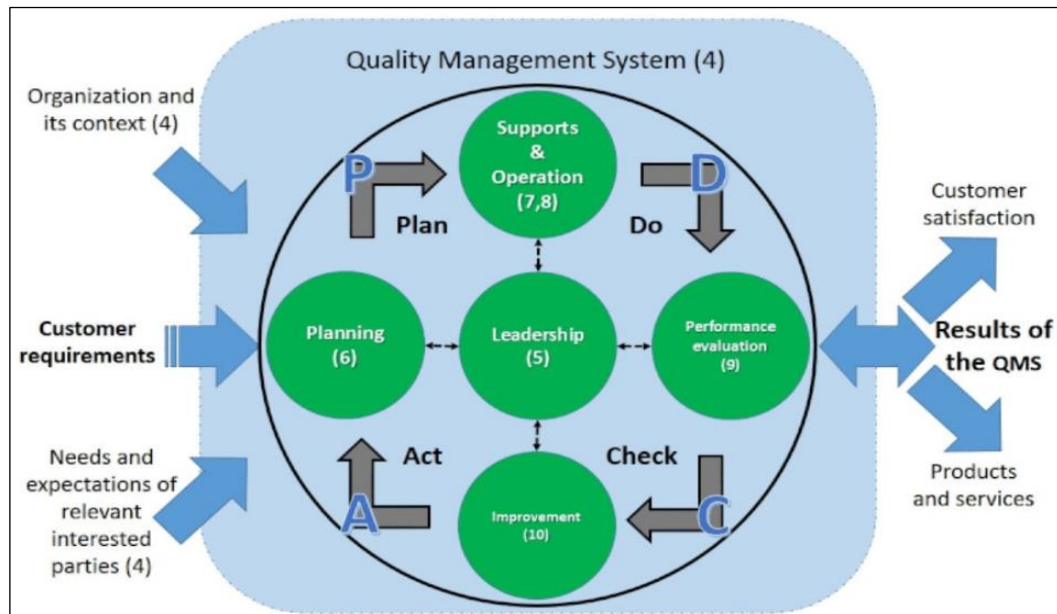 Quality Management System (4)
Organization and
its context (4)
Supports
&
Operation
(7,8)
P
Plan
D
Do
Customer
satisfaction
Customer
requirements
Planning
(6)
Leadership
(5)
Performance
evaluation
(9)
Results of
the QMS
Needs and
expectations of
relevant
interested
parties (4)
Act
A
Improvement
(10)
Check
C
Products
and services